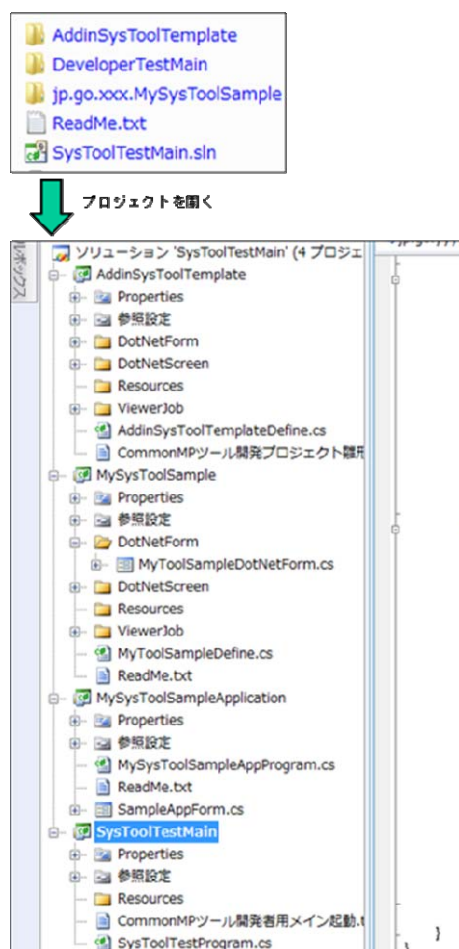 AddinSysToolTemplate
DeveloperTestMain
jp.go.xxx.MySysToolSample
ReadMe.txt
SysToolTestMain.sln
プロジェクトを開く
ソリューション 'SysToolTestMain' (4 プロジェ
AddinSysToolTemplate
Properties
参照設定
DotNetForm
DotNetScreen
Resources
ViewerJob
AddinSysToolTemplateDefine.cs
CommonMPツール開発プロジェクト雛形
MySysToolSample
Properties
参照設定
DotNetForm
MyToolSampleDotNetForm.cs
DotNetScreen
Resources
ViewerJob
MyToolSampleDefine.cs
ReadMe.txt
MySysToolSampleApplication
Properties
参照設定
MySysToolSampleAppProgram.cs
ReadMe.txt
SampleAppForm.cs
SysToolTestMain
Properties
参照設定
Resources
CommonMPツール開発者用メイン起動.t
SysToolTestProgram.cs
}
}